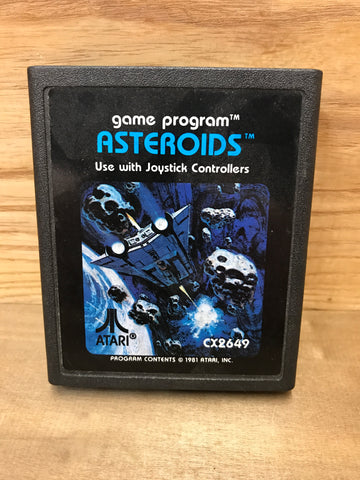 game program™
ASTEROIDS™
Use with Joystick Controllers
ATARI®
CX2649
PROGRAM CONTENTS © 1981 ATARI, INC.